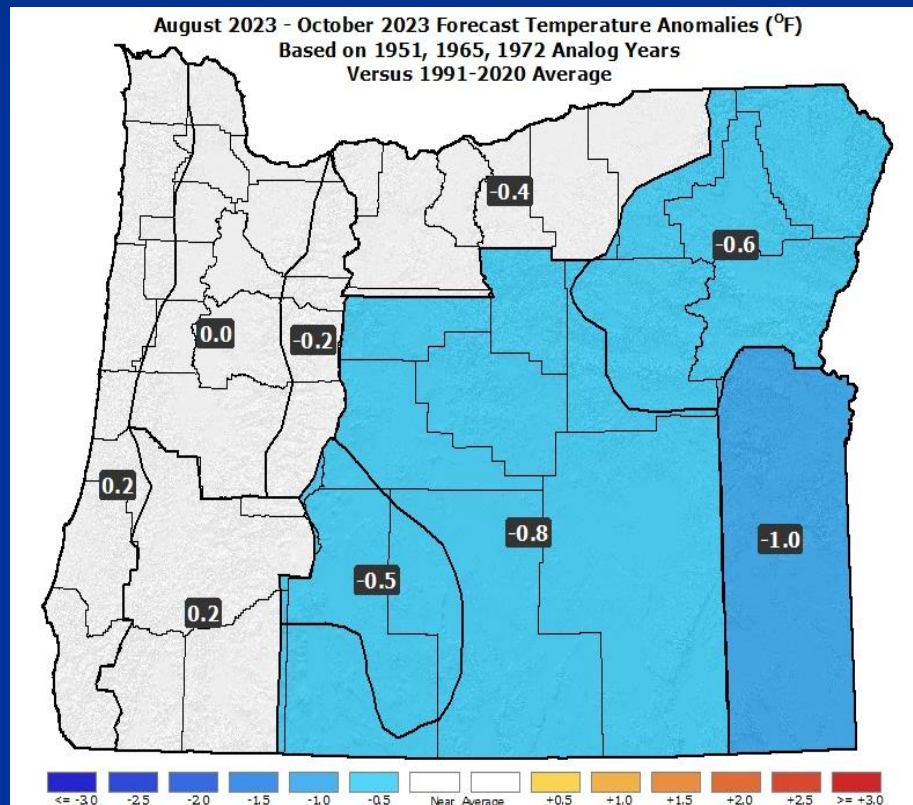 August 2023 - October 2023 Forecast Temperature Anomalies (°F)
Based on 1951, 1965, 1972 Analog Years
Versus 1991-2020 Average
-0.4
-0.6
0.0
-0.2
0.2
-0.8
-1.0
-0.5
0.2
<= -3.0 -2.5 -2.0 -1.5 -1.0 -0.5 Near Average +0.5 +1.0 +1.5 +2.0 +2.5 >= +3.0